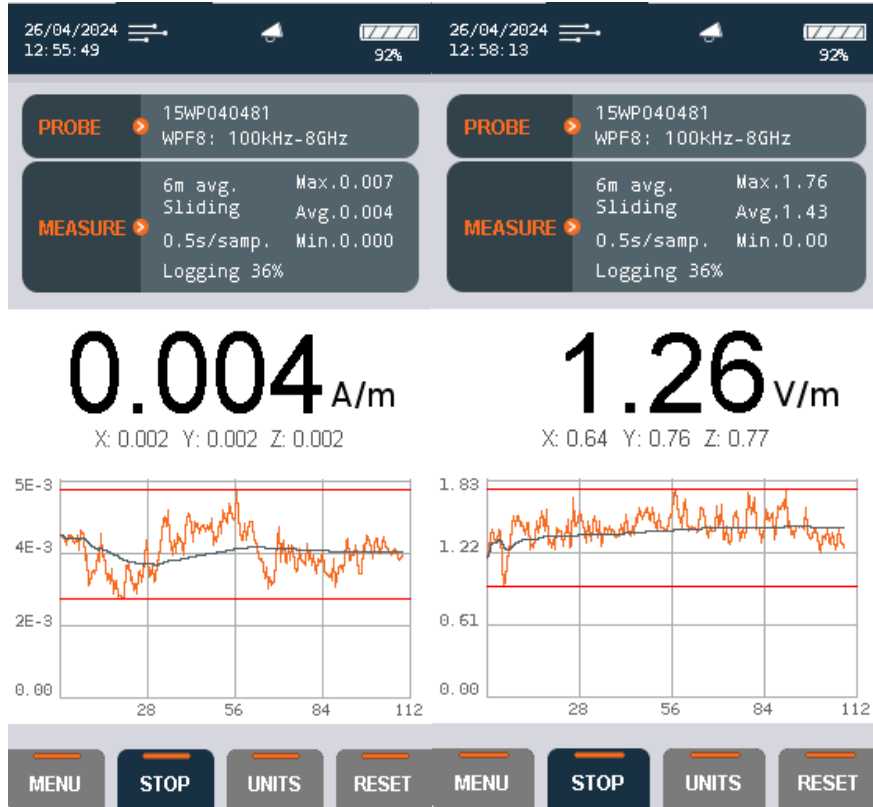 26/04/2024
12:55:49
92%
PROBE
15WP040481
WPF8: 100kHz-8GHz
MEASURE
6m avg. Max.0.007
Sliding Avg.0.004
0.5s/samp. Min.0.000
Logging 36%
0.004 A/m
X: 0.002 Y: 0.002 Z: 0.002
5E-3
4E-3
2E-3
0.00
28 56 84 112
MENU STOP UNITS RESET
26/04/2024
12:58:13
92%
PROBE
15WP040481
WPF8: 100kHz-8GHz
MEASURE
6m avg. Max.1.76
Sliding Avg.1.43
0.5s/samp. Min.0.00
Logging 36%
1.26 V/m
X: 0.64 Y: 0.76 Z: 0.77
1.83
1.22
0.61
0.00
28 56 84 112
MENU STOP UNITS RESET